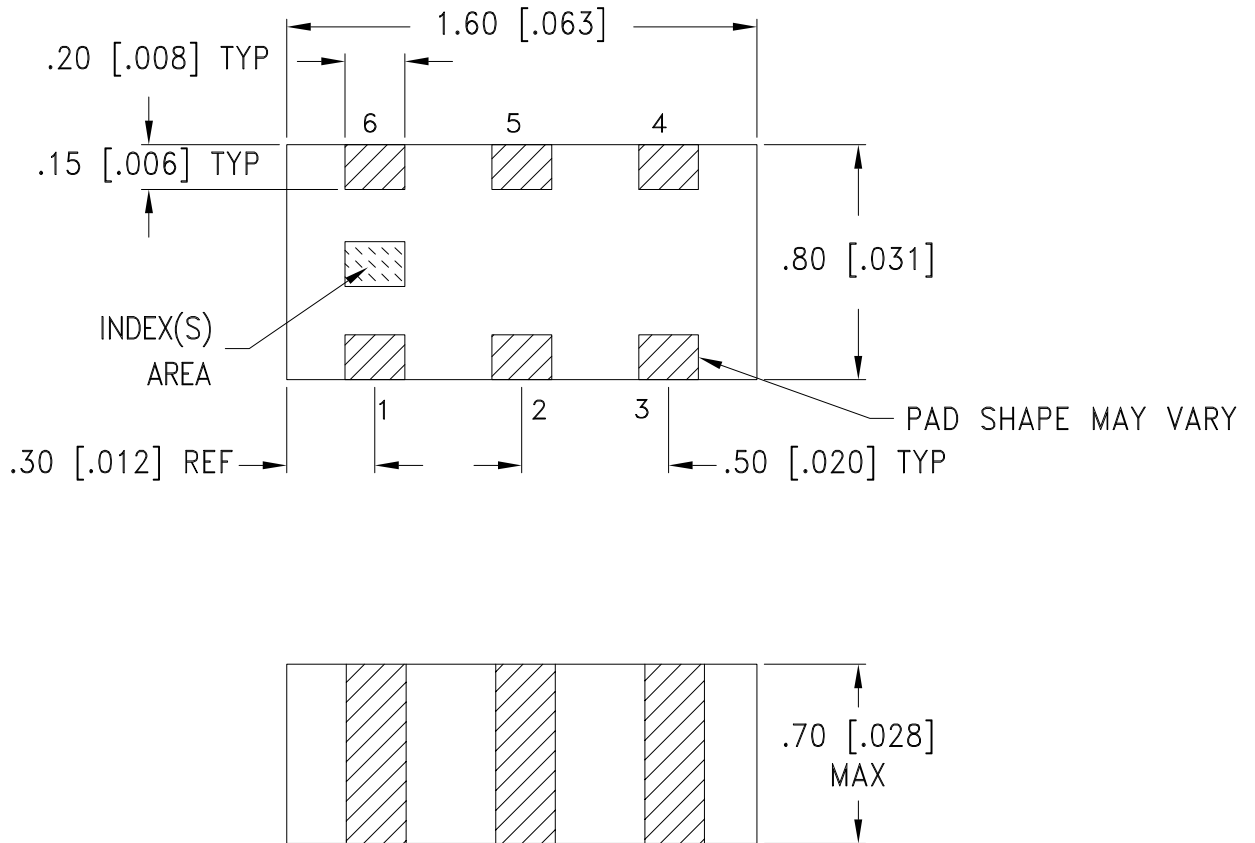 1.60 [.063]
.20 [.008] TYP
6 5 4
.15 [.006] TYP
.80 [.031]
INDEX(S)
AREA
1 2 3
PAD SHAPE MAY VARY
.30 [.012] REF
.50 [.020] TYP
.70 [.028]
MAX